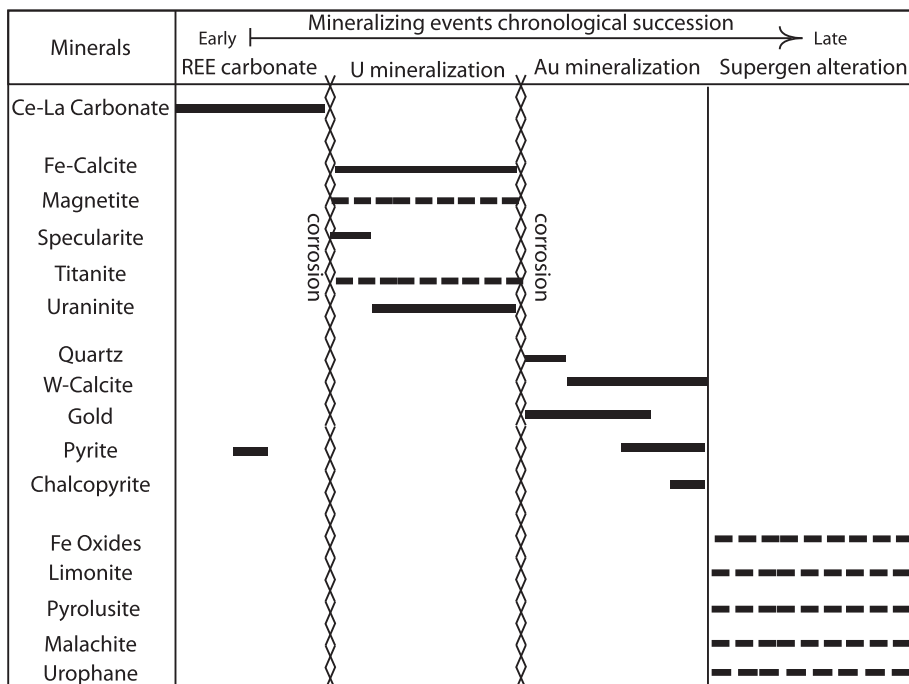 Minerals
Mineralizing events chronological succession
Early
Late
REE carbonate
U mineralization
Au mineralization
Supergen alteration
Ce-La Carbonate
Fe-Calcite
Magnetite
Specularite
Titanite
Uraninite
corrosion
corrosion
Quartz
W-Calcite
Gold
Pyrite
Chalcopyrite
Fe Oxides
Limonite
Pyrolusite
Malachite
Urophane